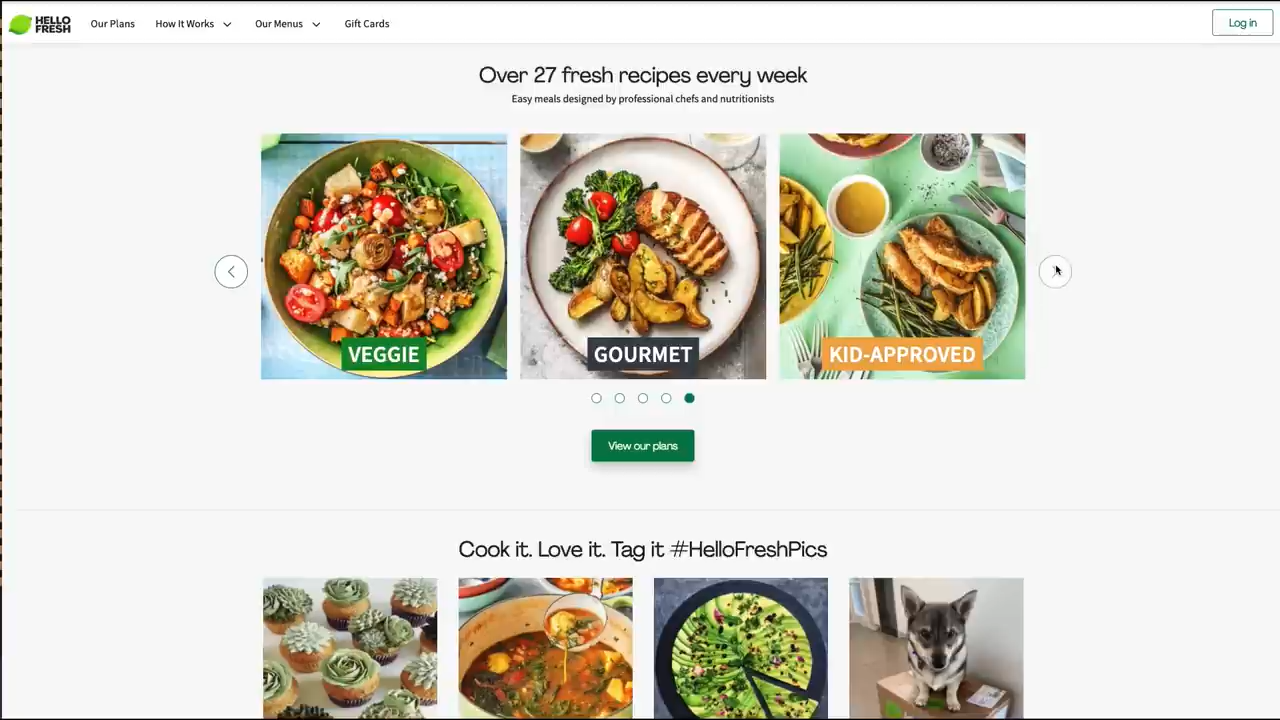 HELLO
FRESH
Our Plans
How It Works
Our Menus
Gift Cards
Log in
Over 27 fresh recipes every week
Easy meals designed by professional chefs and nutritionists
VEGGIE
GOURMET
KID-APPROVED
View our plans
Cook it. Love it. Tag it #HelloFreshPics